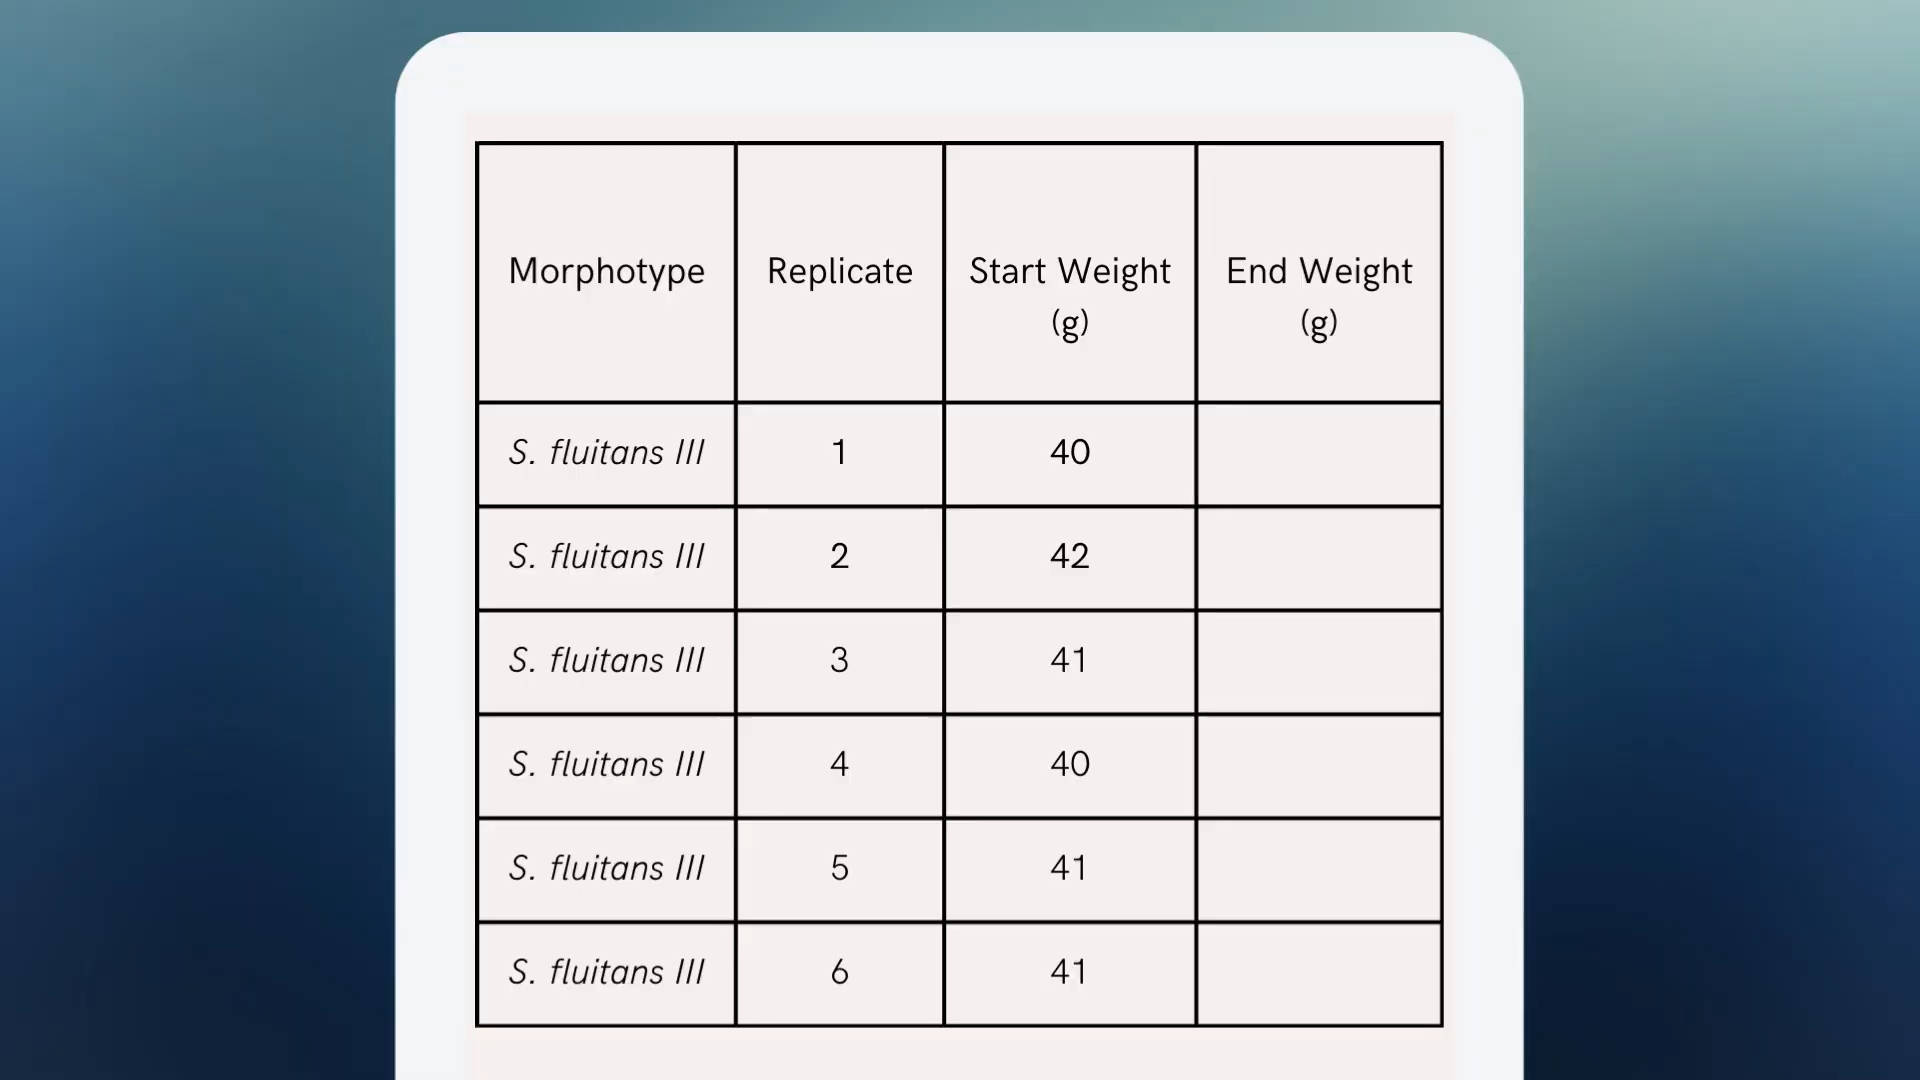 Morphotype Replicate Start Weight (g) End Weight (g)
S. fluitans III 1 40
S. fluitans III 2 42
S. fluitans III 3 41
S. fluitans III 4 40
S. fluitans III 5 41
S. fluitans III 6 41